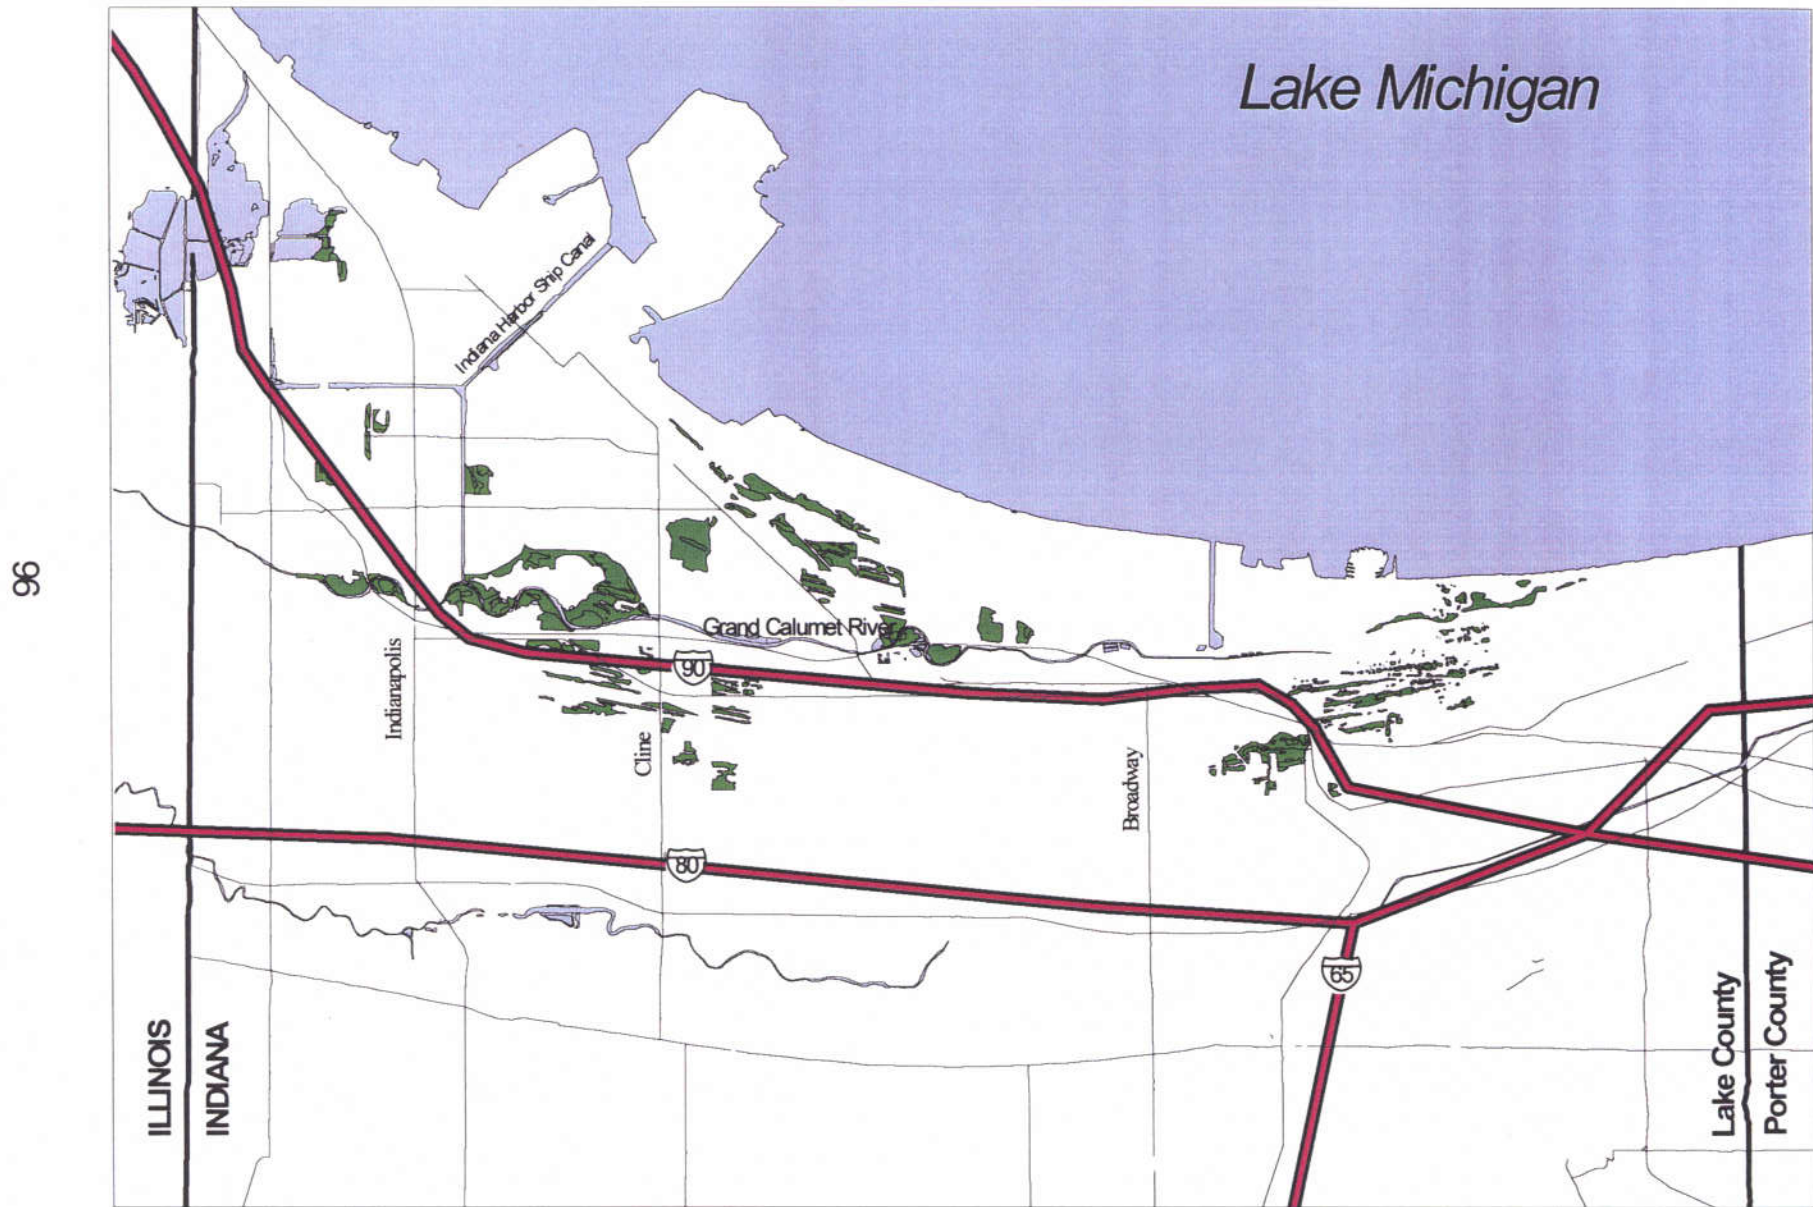 Lake Michigan
Indiana Harbor Ship Canal
96
Grand Calumet River
Indianapolis
90
Cline
Broadway
80
65
ILLINOIS
INDIANA
Lake County
Porter County